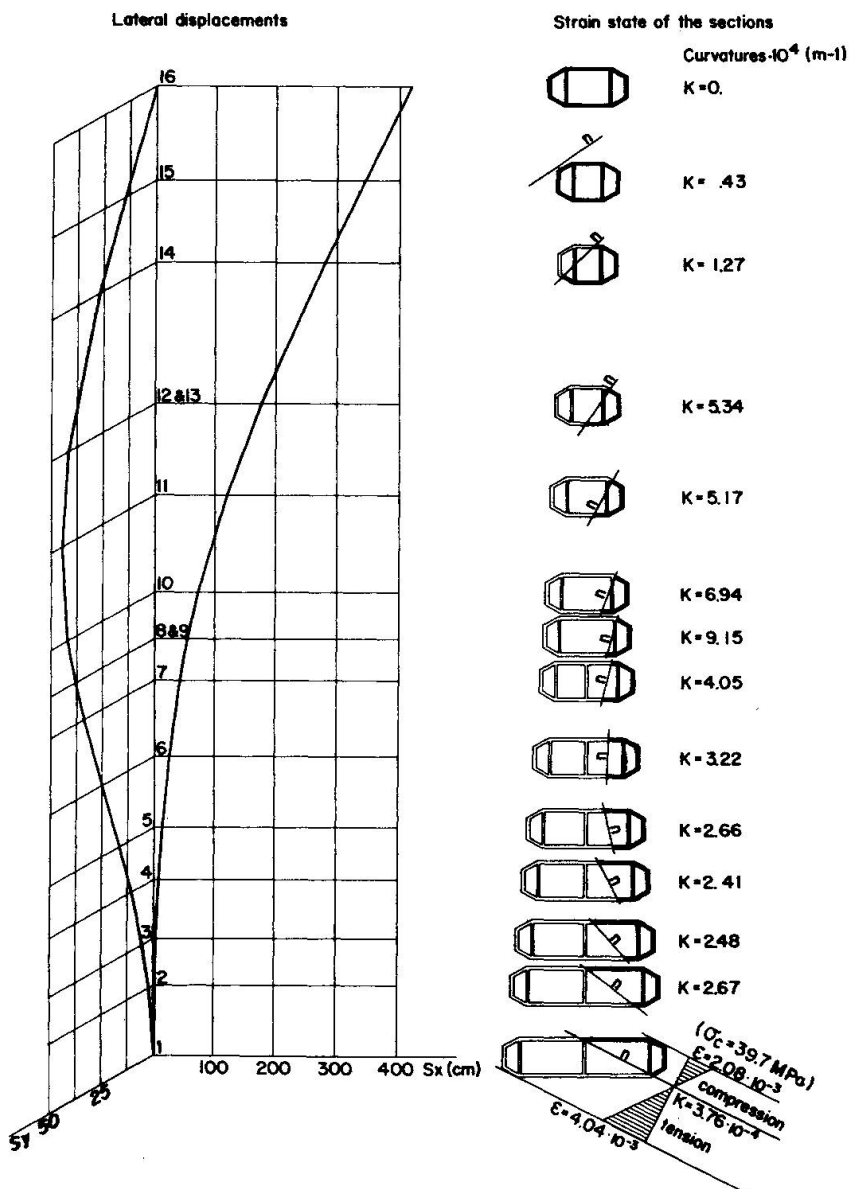 Lateral displacements
Strain state of the sections
Curvatures·10⁴ (m-1)
16
K=0.
15
n
K= .43
14
n
K= 1,27
12&13
n
K=5.34
11
n
K=5.17
10
n
K=6.94
8&9
n
K=9.15
7
n
K=4.05
6
n
K=3.22
5
n
K=2.66
4
n
K=2.41
3
n
K=2.48
2
n
K=2.67
1
n
100 200 300 400 Sx (cm)
Sy 50 25
(σc=39.7 MPa)
ε=2.08·10⁻³
compression
K=3.76·10⁻⁴
tension
ε=4.04·10⁻³